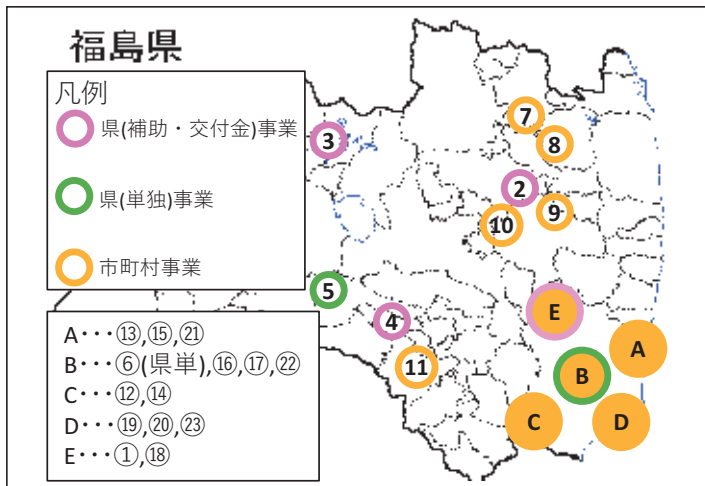 福島県
凡例
県(補助・交付金)事業
県(単独)事業
市町村事業
A･･･⑬,⑮,㉑
B･･･⑥(県単),⑯,⑰,㉒
C･･･⑫,⑭
D･･･⑲,⑳,㉓
E･･･①,⑱
7
3
8
2
9
10
5
E
4
A
11
B
C
D